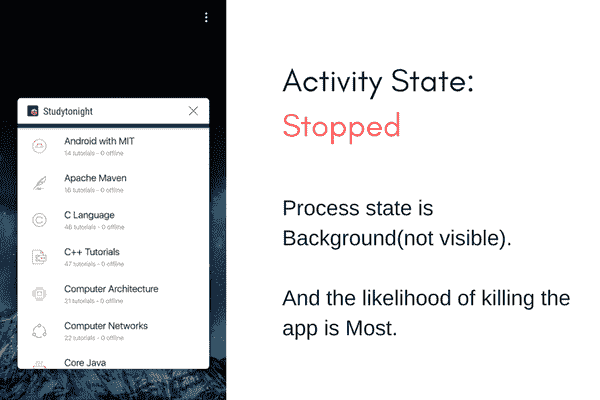 Studytonight
Android with MIT
14 tutorials - 0 offline
Apache Maven
16 tutorials - 0 offline
C Language
46 tutorials - 0 offline
C++ Tutorials
47 tutorials - 0 offline
Computer Architecture
21 tutorials - 0 offline
Computer Networks
22 tutorials - 0 offline
Core Java
Activity State:
Stopped
Process state is
Background(not visible).
And the likelihood of killing the
app is Most.